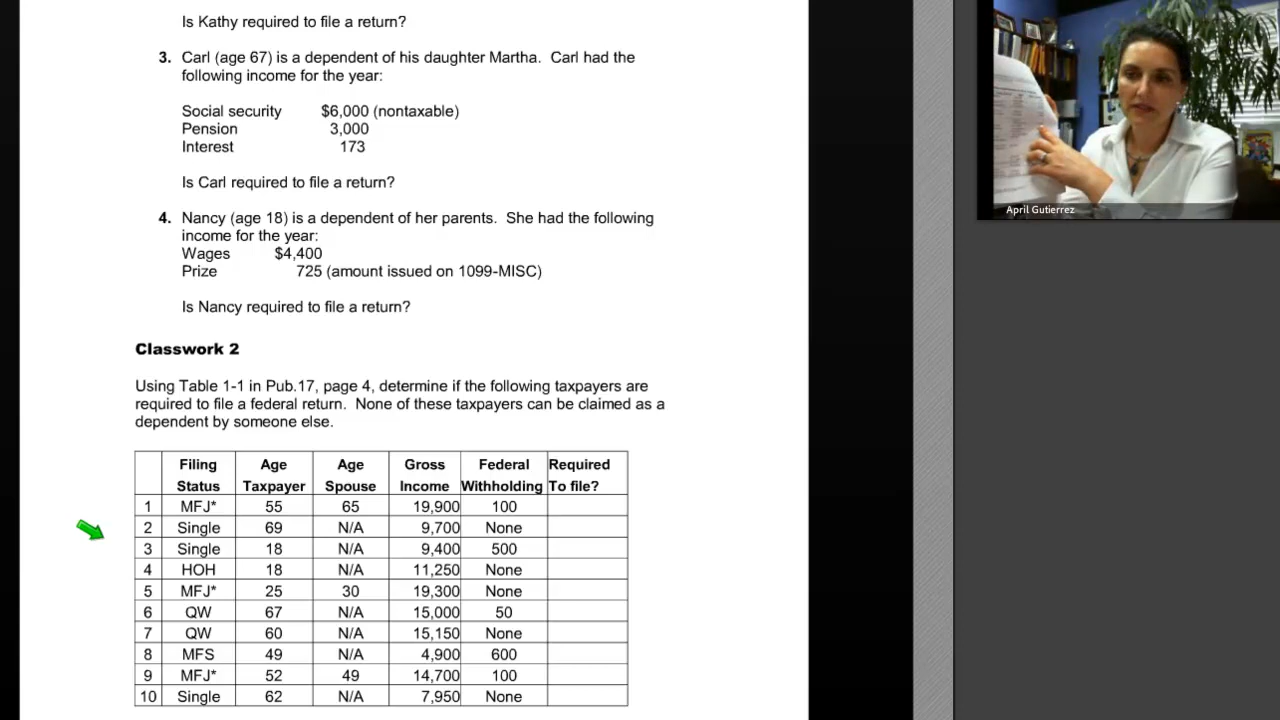 Is Kathy required to file a return?
3. Carl (age 67) is a dependent of his daughter Martha. Carl had the
following income for the year:
Social security $6,000 (nontaxable)
Pension 3,000
Interest 173
Is Carl required to file a return?
4. Nancy (age 18) is a dependent of her parents. She had the following
income for the year:
Wages $4,400
Prize 725 (amount issued on 1099-MISC)
Is Nancy required to file a return?
Classwork 2
Using Table 1-1 in Pub.17, page 4, determine if the following taxpayers are
required to file a federal return. None of these taxpayers can be claimed as a
dependent by someone else.
Filing Age Age Gross Federal Required
Status Taxpayer Spouse Income Withholding To file?
1 MFJ* 55 65 19,900 100
2 Single 69 N/A 9,700 None
3 Single 18 N/A 9,400 500
4 HOH 18 N/A 11,250 None
5 MFJ* 25 30 19,300 None
6 QW 67 N/A 15,000 50
7 QW 60 N/A 15,150 None
8 MFS 49 N/A 4,900 600
9 MFJ* 52 49 14,700 100
10 Single 62 N/A 7,950 None
April Gutierrez